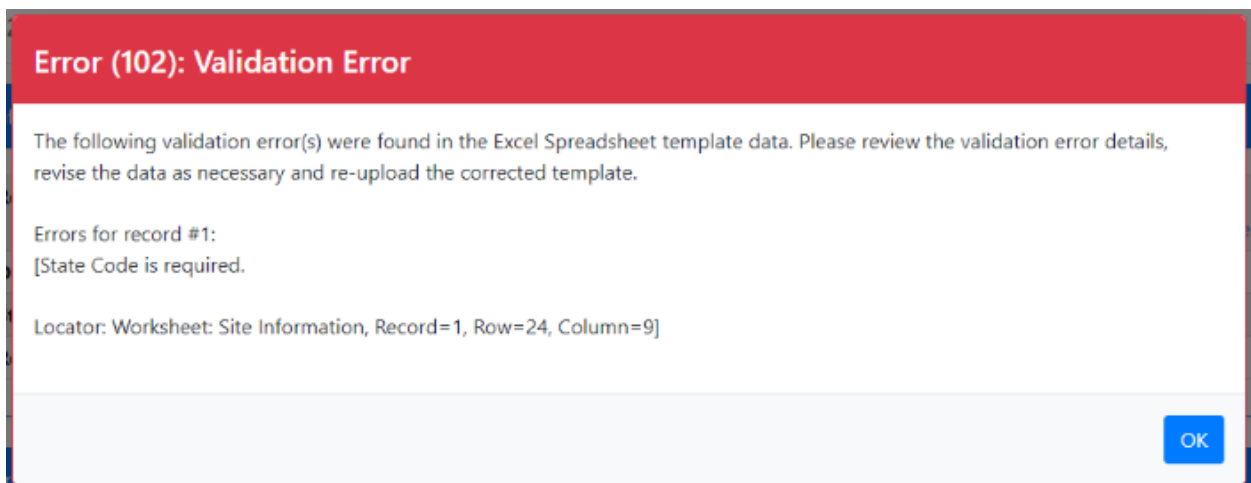 Error (102): Validation Error
The following validation error(s) were found in the Excel Spreadsheet template data. Please review the validation error details,
revise the data as necessary and re-upload the corrected template.
Errors for record #1:
[State Code is required.
Locator: Worksheet: Site Information, Record=1, Row=24, Column=9]
OK